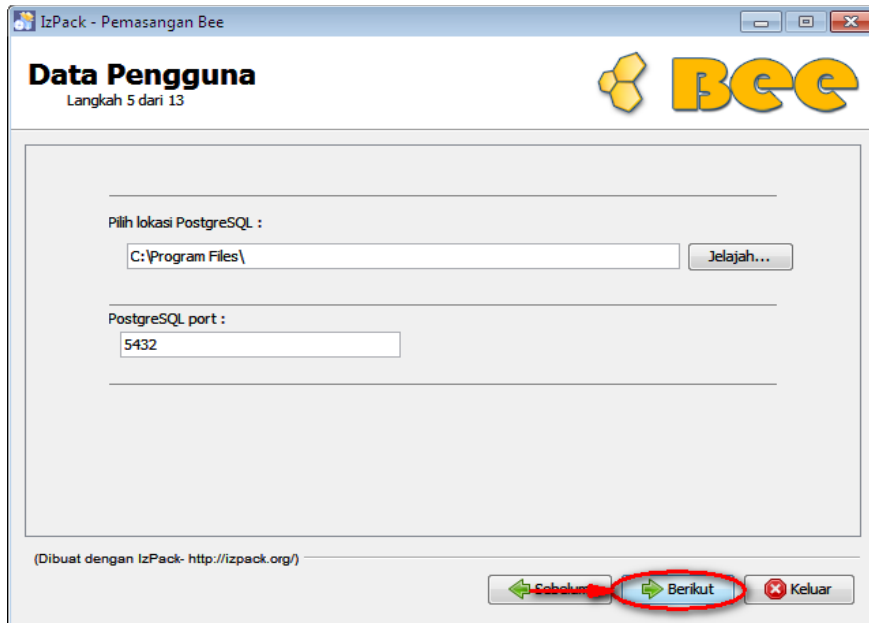 IzPack - Pemasangan Bee
Data Pengguna
Langkah 5 dari 13
Bee
Pilih lokasi PostgreSQL :
C:\Program Files\
Jelajah...
PostgreSQL port :
5432
(Dibuat dengan IzPack- http://izpack.org/)
Berikut
Keluar